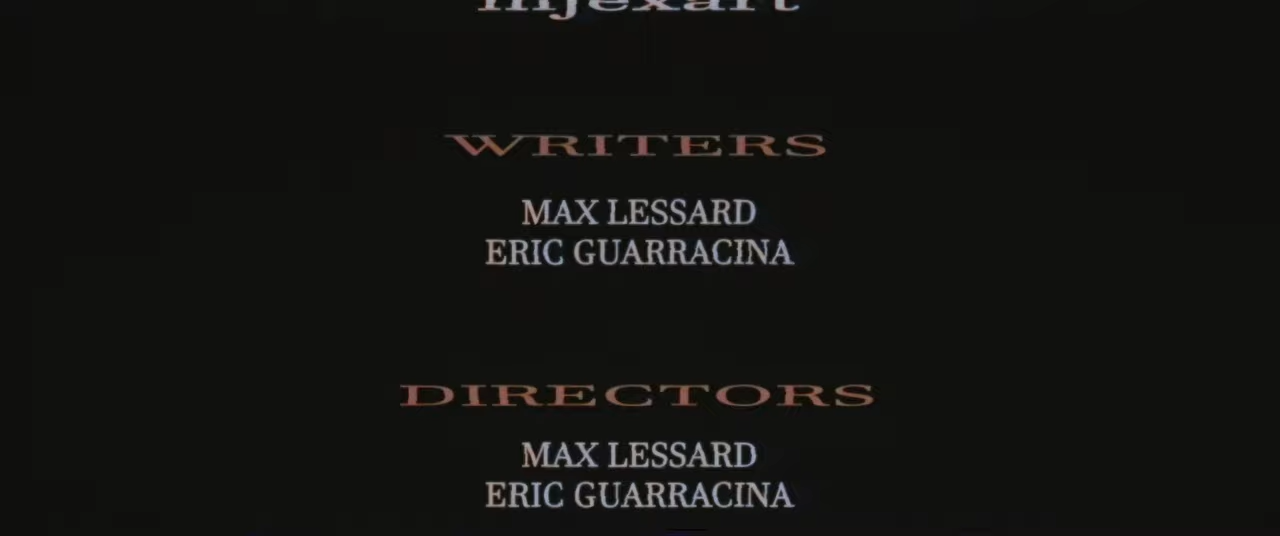 WRITERS
MAX LESSARD
ERIC GUARRACINA
DIRECTORS
MAX LESSARD
ERIC GUARRACINA